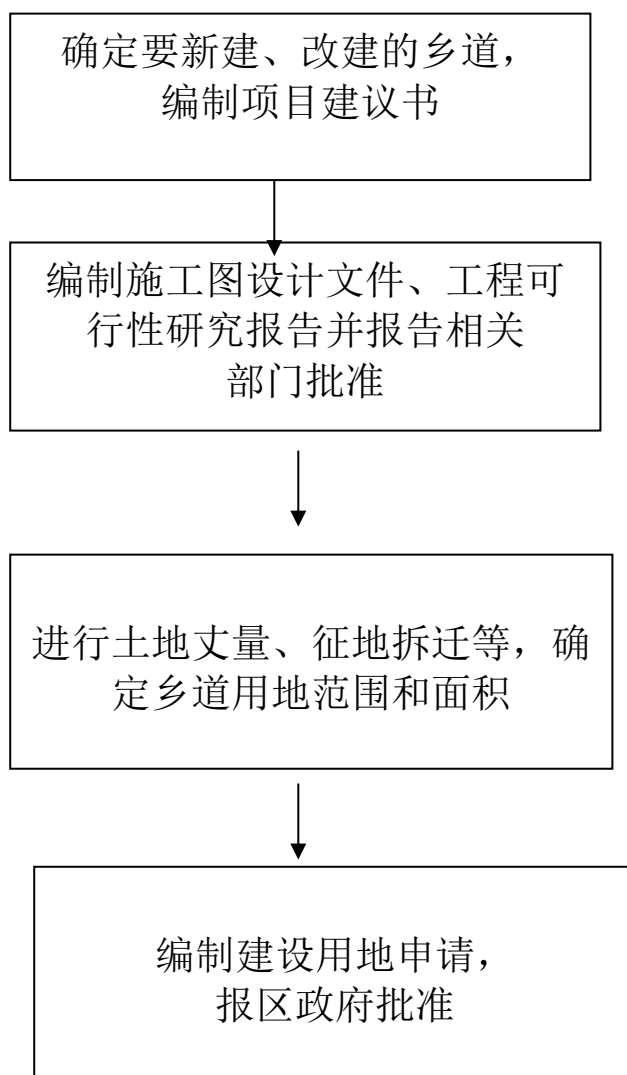 确定要新建、改建的乡道，
编制项目建议书
编制施工图设计文件、工程可
行性研究报告并报告相关
部门批准
进行土地丈量、征地拆迁等，确
定乡道用地范围和面积
编制建设用地申请，
报区政府批准